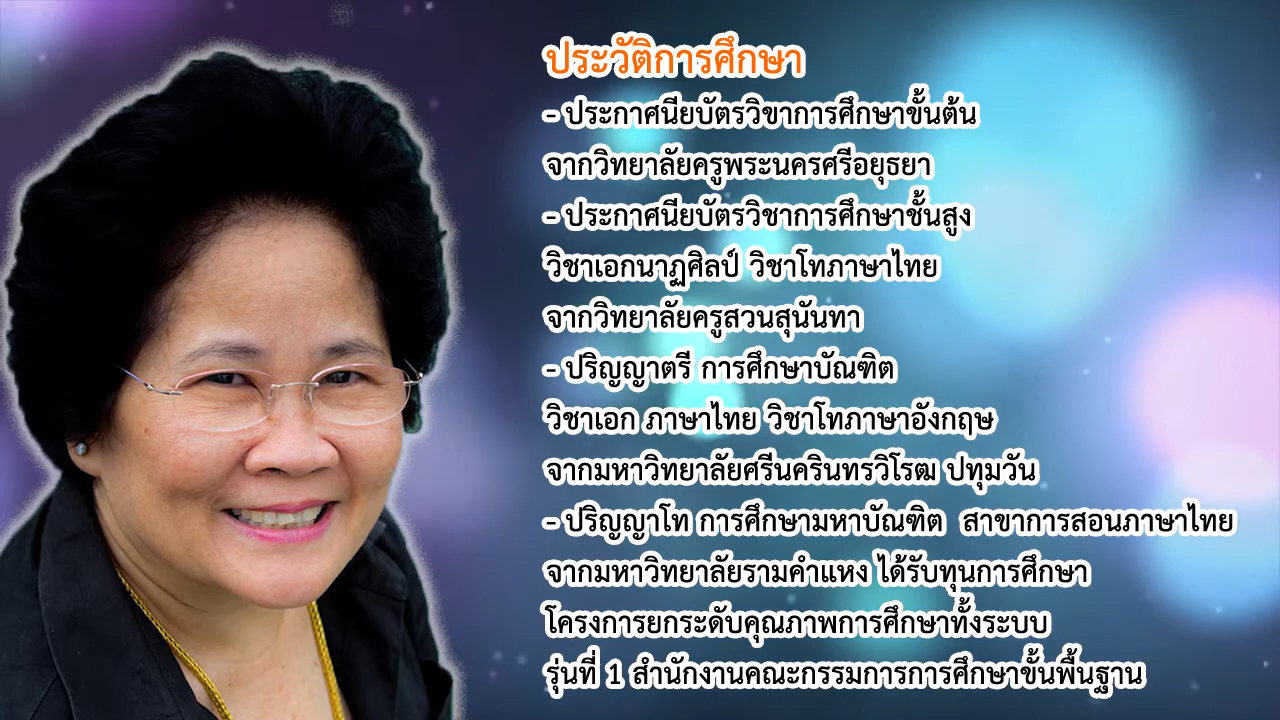 ประวัติการศึกษา
- ประกาศนียบัตรวิขาการศึกษาขั้นต้น
จากวิทยาลัยครูพระนครศรีอยุธยา
- ประกาศนียบัตรวิชาการศึกษาชั้นสูง
วิชาเอกนาฏศิลป์ วิชาโทภาษาไทย
จากวิทยาลัยครูสวนสุนันทา
- ปริญญาตรี การศึกษาบัณฑิต
วิชาเอก ภาษาไทย วิชาโทภาษาอังกฤษ
จากมหาวิทยาลัยศรีนครินทรวิโรฒ ปทุมวัน
- ปริญญาโท การศึกษามหาบัณฑิต สาขาการสอนภาษาไทย
จากมหาวิทยาลัยรามคำแหง ได้รับทุนการศึกษา
โครงการยกระดับคุณภาพการศึกษาทั้งระบบ
รุ่นที่ 1 สำนักงานคณะกรรมการการศึกษาขั้นพื้นฐาน